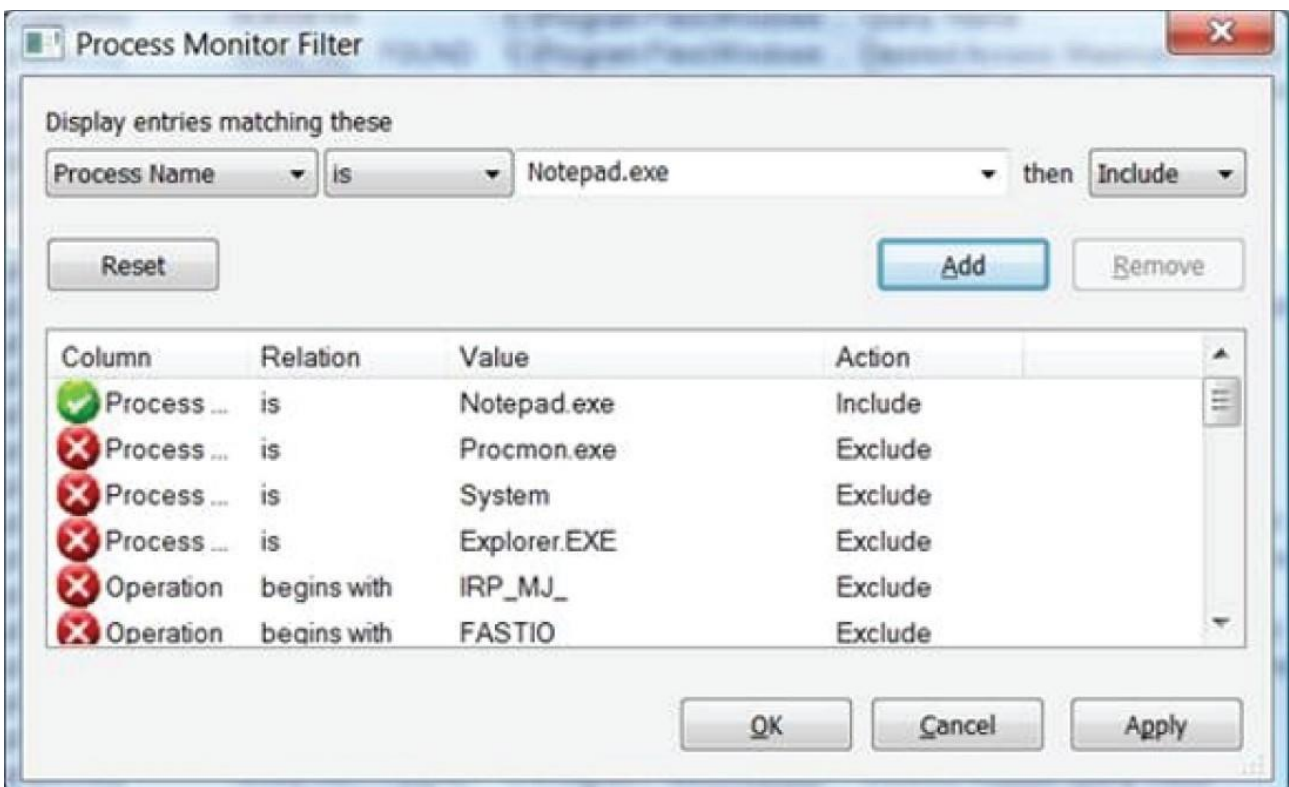 Process Monitor Filter
Display entries matching these
Process Name is Notepad.exe then Include
Reset Add Remove
Column Relation Value Action
Process ... is Notepad.exe Include
Process ... is Procmon.exe Exclude
Process ... is System Exclude
Process ... is Explorer.EXE Exclude
Operation begins with IRP_MJ_ Exclude
Operation begins with FASTIO Exclude
OK Cancel Apply